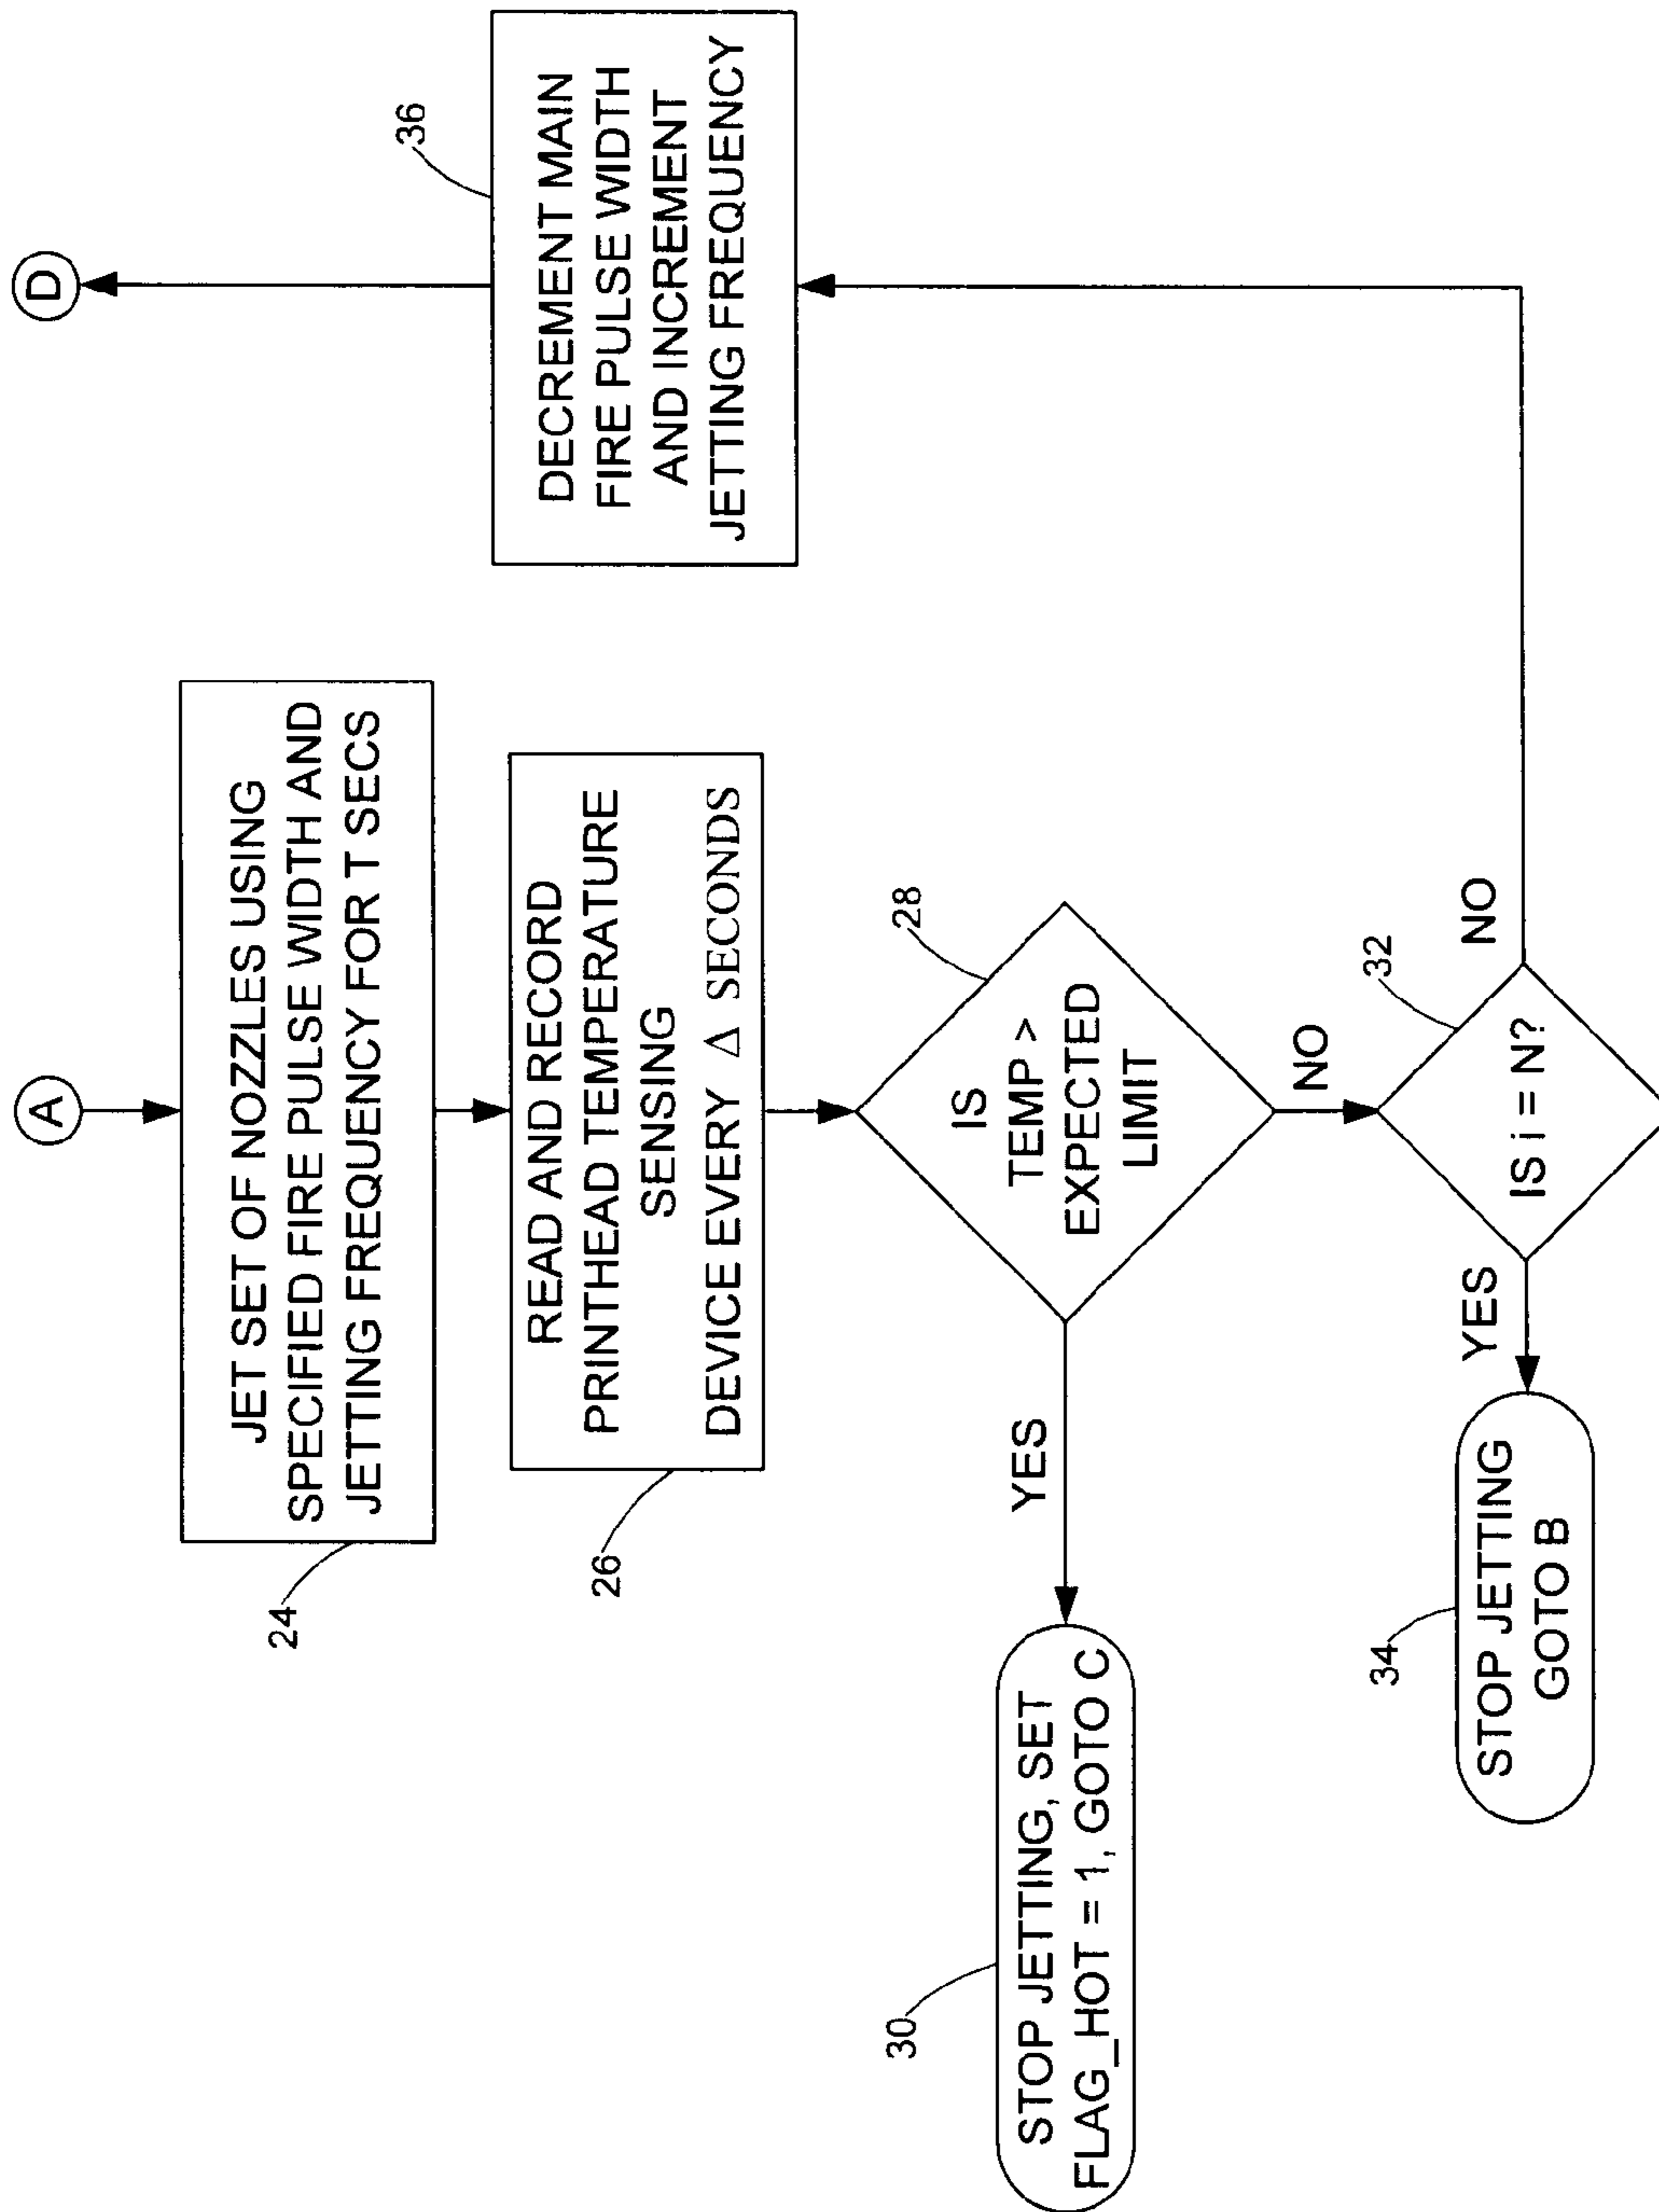 A
JET SET OF NOZZLES USING
SPECIFIED FIRE PULSE WIDTH AND
JETTING FREQUENCY FOR T SECS
24
READ AND RECORD
PRINTHEAD TEMPERATURE
SENSING
DEVICE EVERY Δ SECONDS
26
IS
TEMP >
EXPECTED
LIMIT
28
YES
STOP JETTING, SET
FLAG_HOT = 1, GOTO C
30
NO
IS i = N?
32
YES
STOP JETTING
GOTO B
34
NO
DECREMENT MAIN
FIRE PULSE WIDTH
AND INCREMENT
JETTING FREQUENCY
36
D